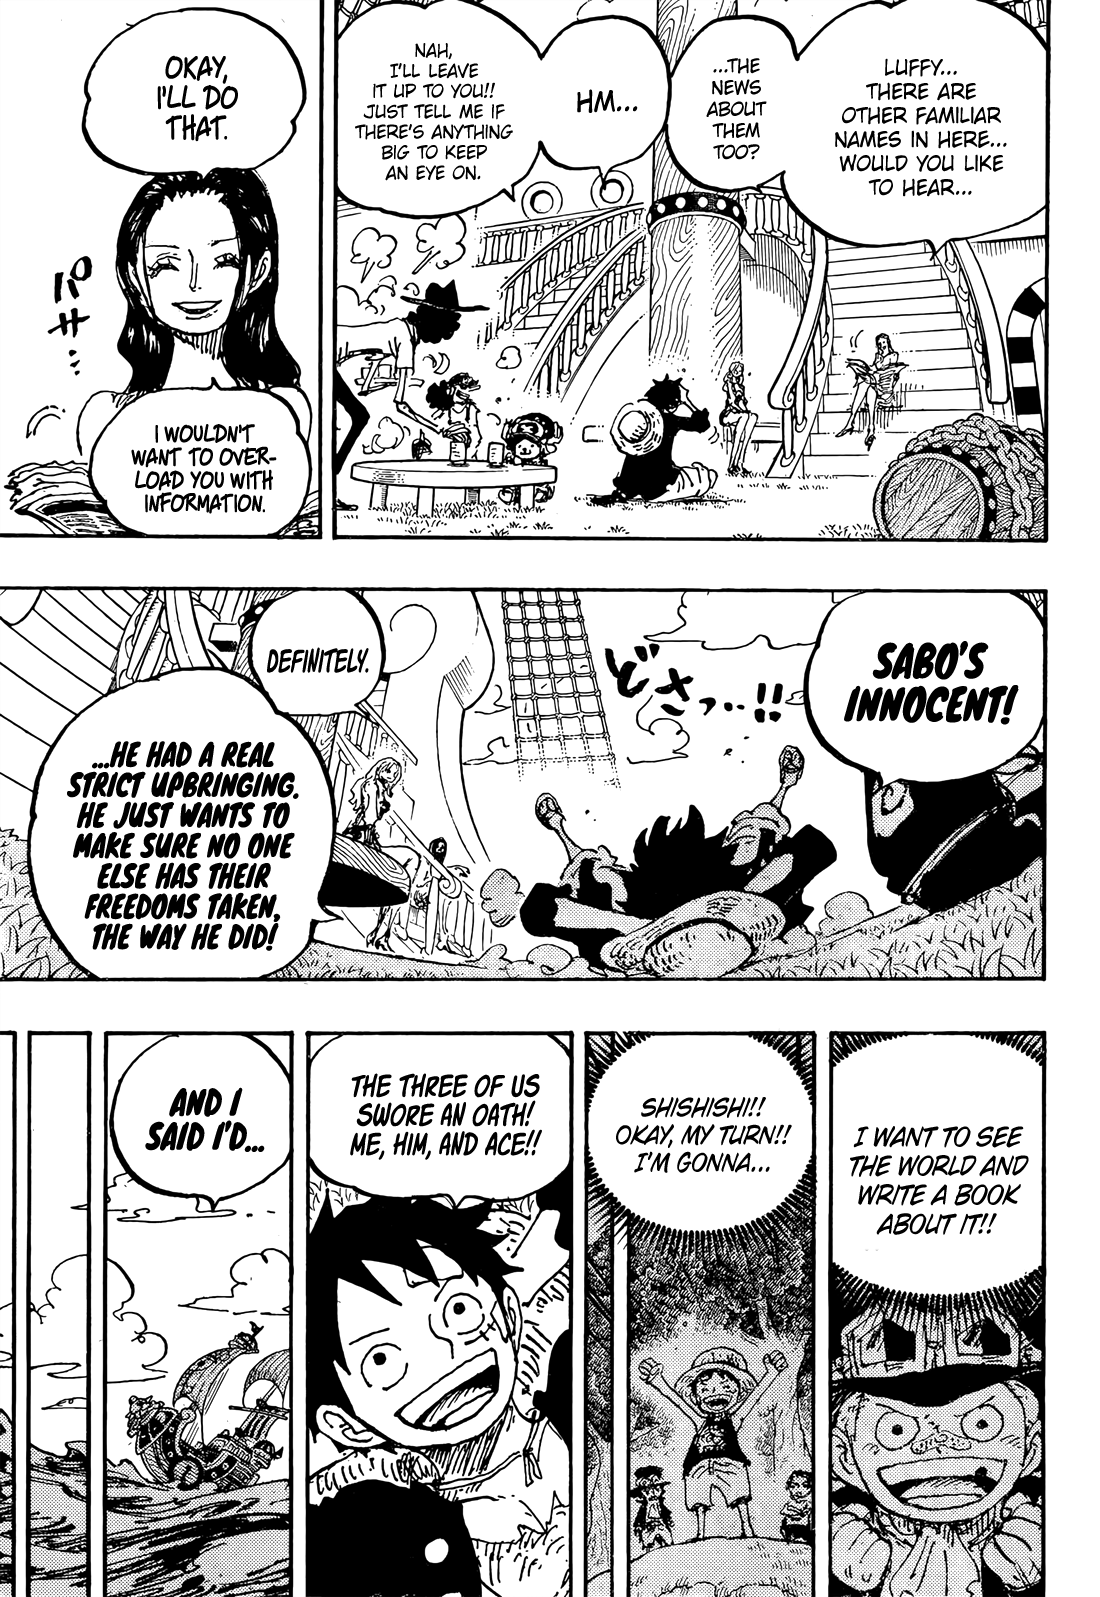 LUFFY...
THERE ARE
OTHER FAMILIAR
NAMES IN HERE...
WOULD YOU LIKE
TO HEAR...
...THE
NEWS
ABOUT
THEM
TOO?
HM...
NAH,
I'LL LEAVE
IT UP TO YOU!!
JUST TELL ME IF
THERE'S ANYTHING
BIG TO KEEP
AN EYE ON.
OKAY,
I'LL DO
THAT.
パサ…
I WOULDN'T
WANT TO OVER-
LOAD YOU WITH
INFORMATION.
SABO'S
INNOCENT!
どさっ…!!
DEFINITELY.
...HE HAD A REAL
STRICT UPBRINGING.
HE JUST WANTS TO
MAKE SURE NO ONE
ELSE HAS THEIR
FREEDOMS TAKEN,
THE WAY HE DID!
I WANT TO SEE
THE WORLD AND
WRITE A BOOK
ABOUT IT!!
SHISHISHI!!
OKAY, MY TURN!!
I'M GONNA...
THE THREE OF US
SWORE AN OATH!
ME, HIM, AND ACE!!
AND I
SAID I'D...